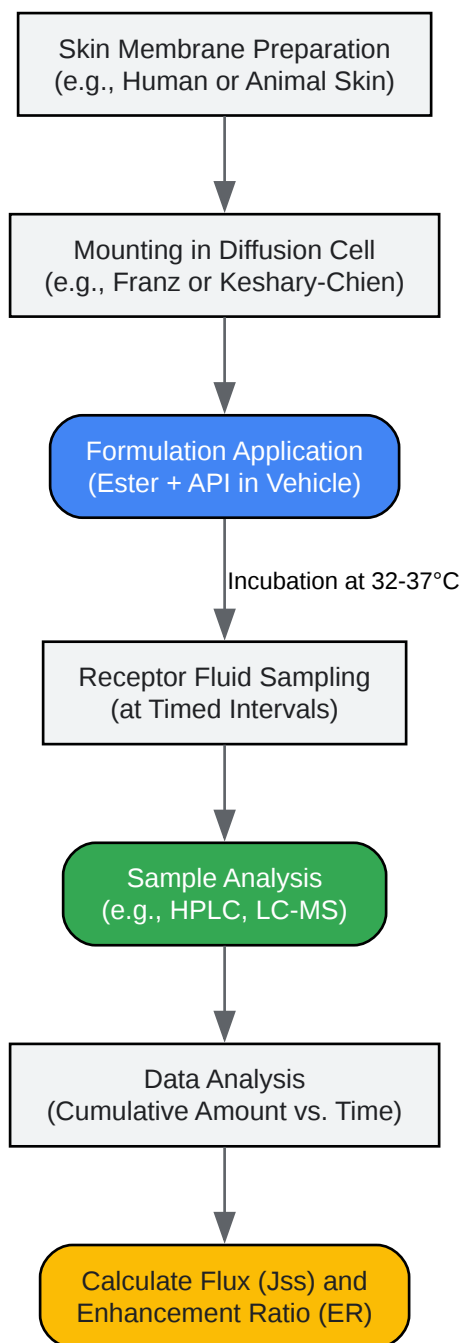 Skin Membrane Preparation
(e.g., Human or Animal Skin)
Mounting in Diffusion Cell
(e.g., Franz or Keshary-Chien)
Formulation Application
(Ester + API in Vehicle)
Incubation at 32-37°C
Receptor Fluid Sampling
(at Timed Intervals)
Sample Analysis
(e.g., HPLC, LC-MS)
Data Analysis
(Cumulative Amount vs. Time)
Calculate Flux (Jss) and
Enhancement Ratio (ER)